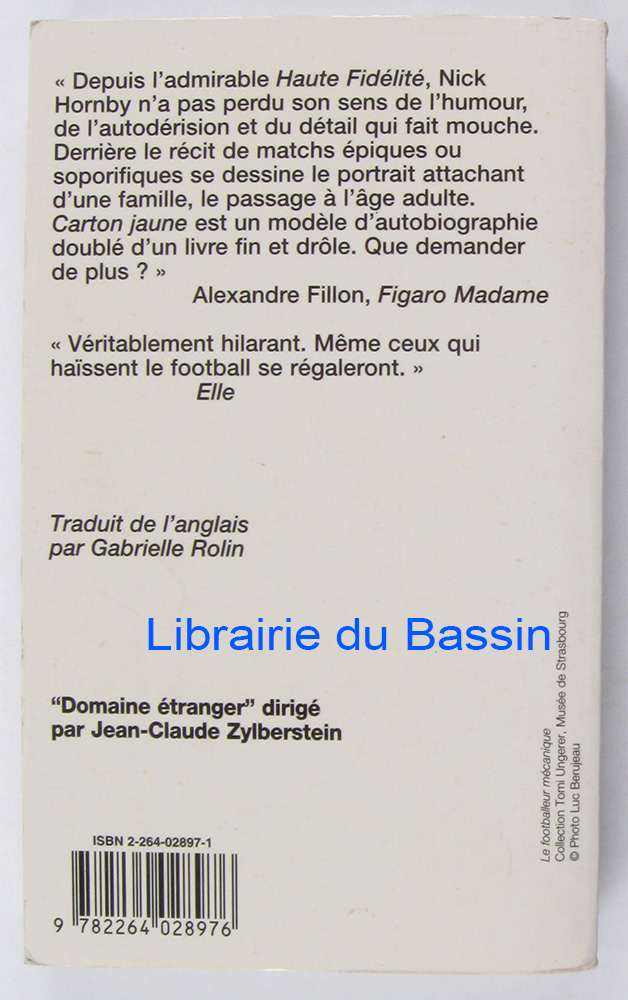 « Depuis l’admirable Haute Fidélité, Nick
Hornby n’a pas perdu son sens de l’humour,
de l’autodérision et du détail qui fait mouche.
Derrière le récit de matchs épiques ou
soporifiques se dessine le portrait attachant
d’une famille, le passage à l’âge adulte.
Carton jaune est un modèle d’autobiographie
doublé d’un livre fin et drôle. Que demander
de plus ? »
Alexandre Fillon, Figaro Madame
« Véritablement hilarant. Même ceux qui
haïssent le football se régaleront. »
Elle
Traduit de l’anglais
par Gabrielle Rolin
Librairie du Bassin
“Domaine étranger” dirigé
par Jean-Claude Zylberstein
Le footballeur mécanique
Collection Tomi Ungerer, Musée de Strasbourg
© Photo Luc Berujeau
ISBN 2-264-02897-1
9 782264 028976